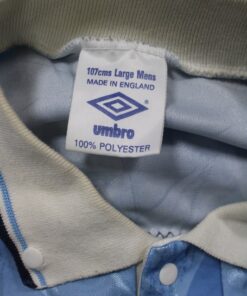 107cms Large Mens
MADE IN ENGLAND
umbro
100% POLYESTER